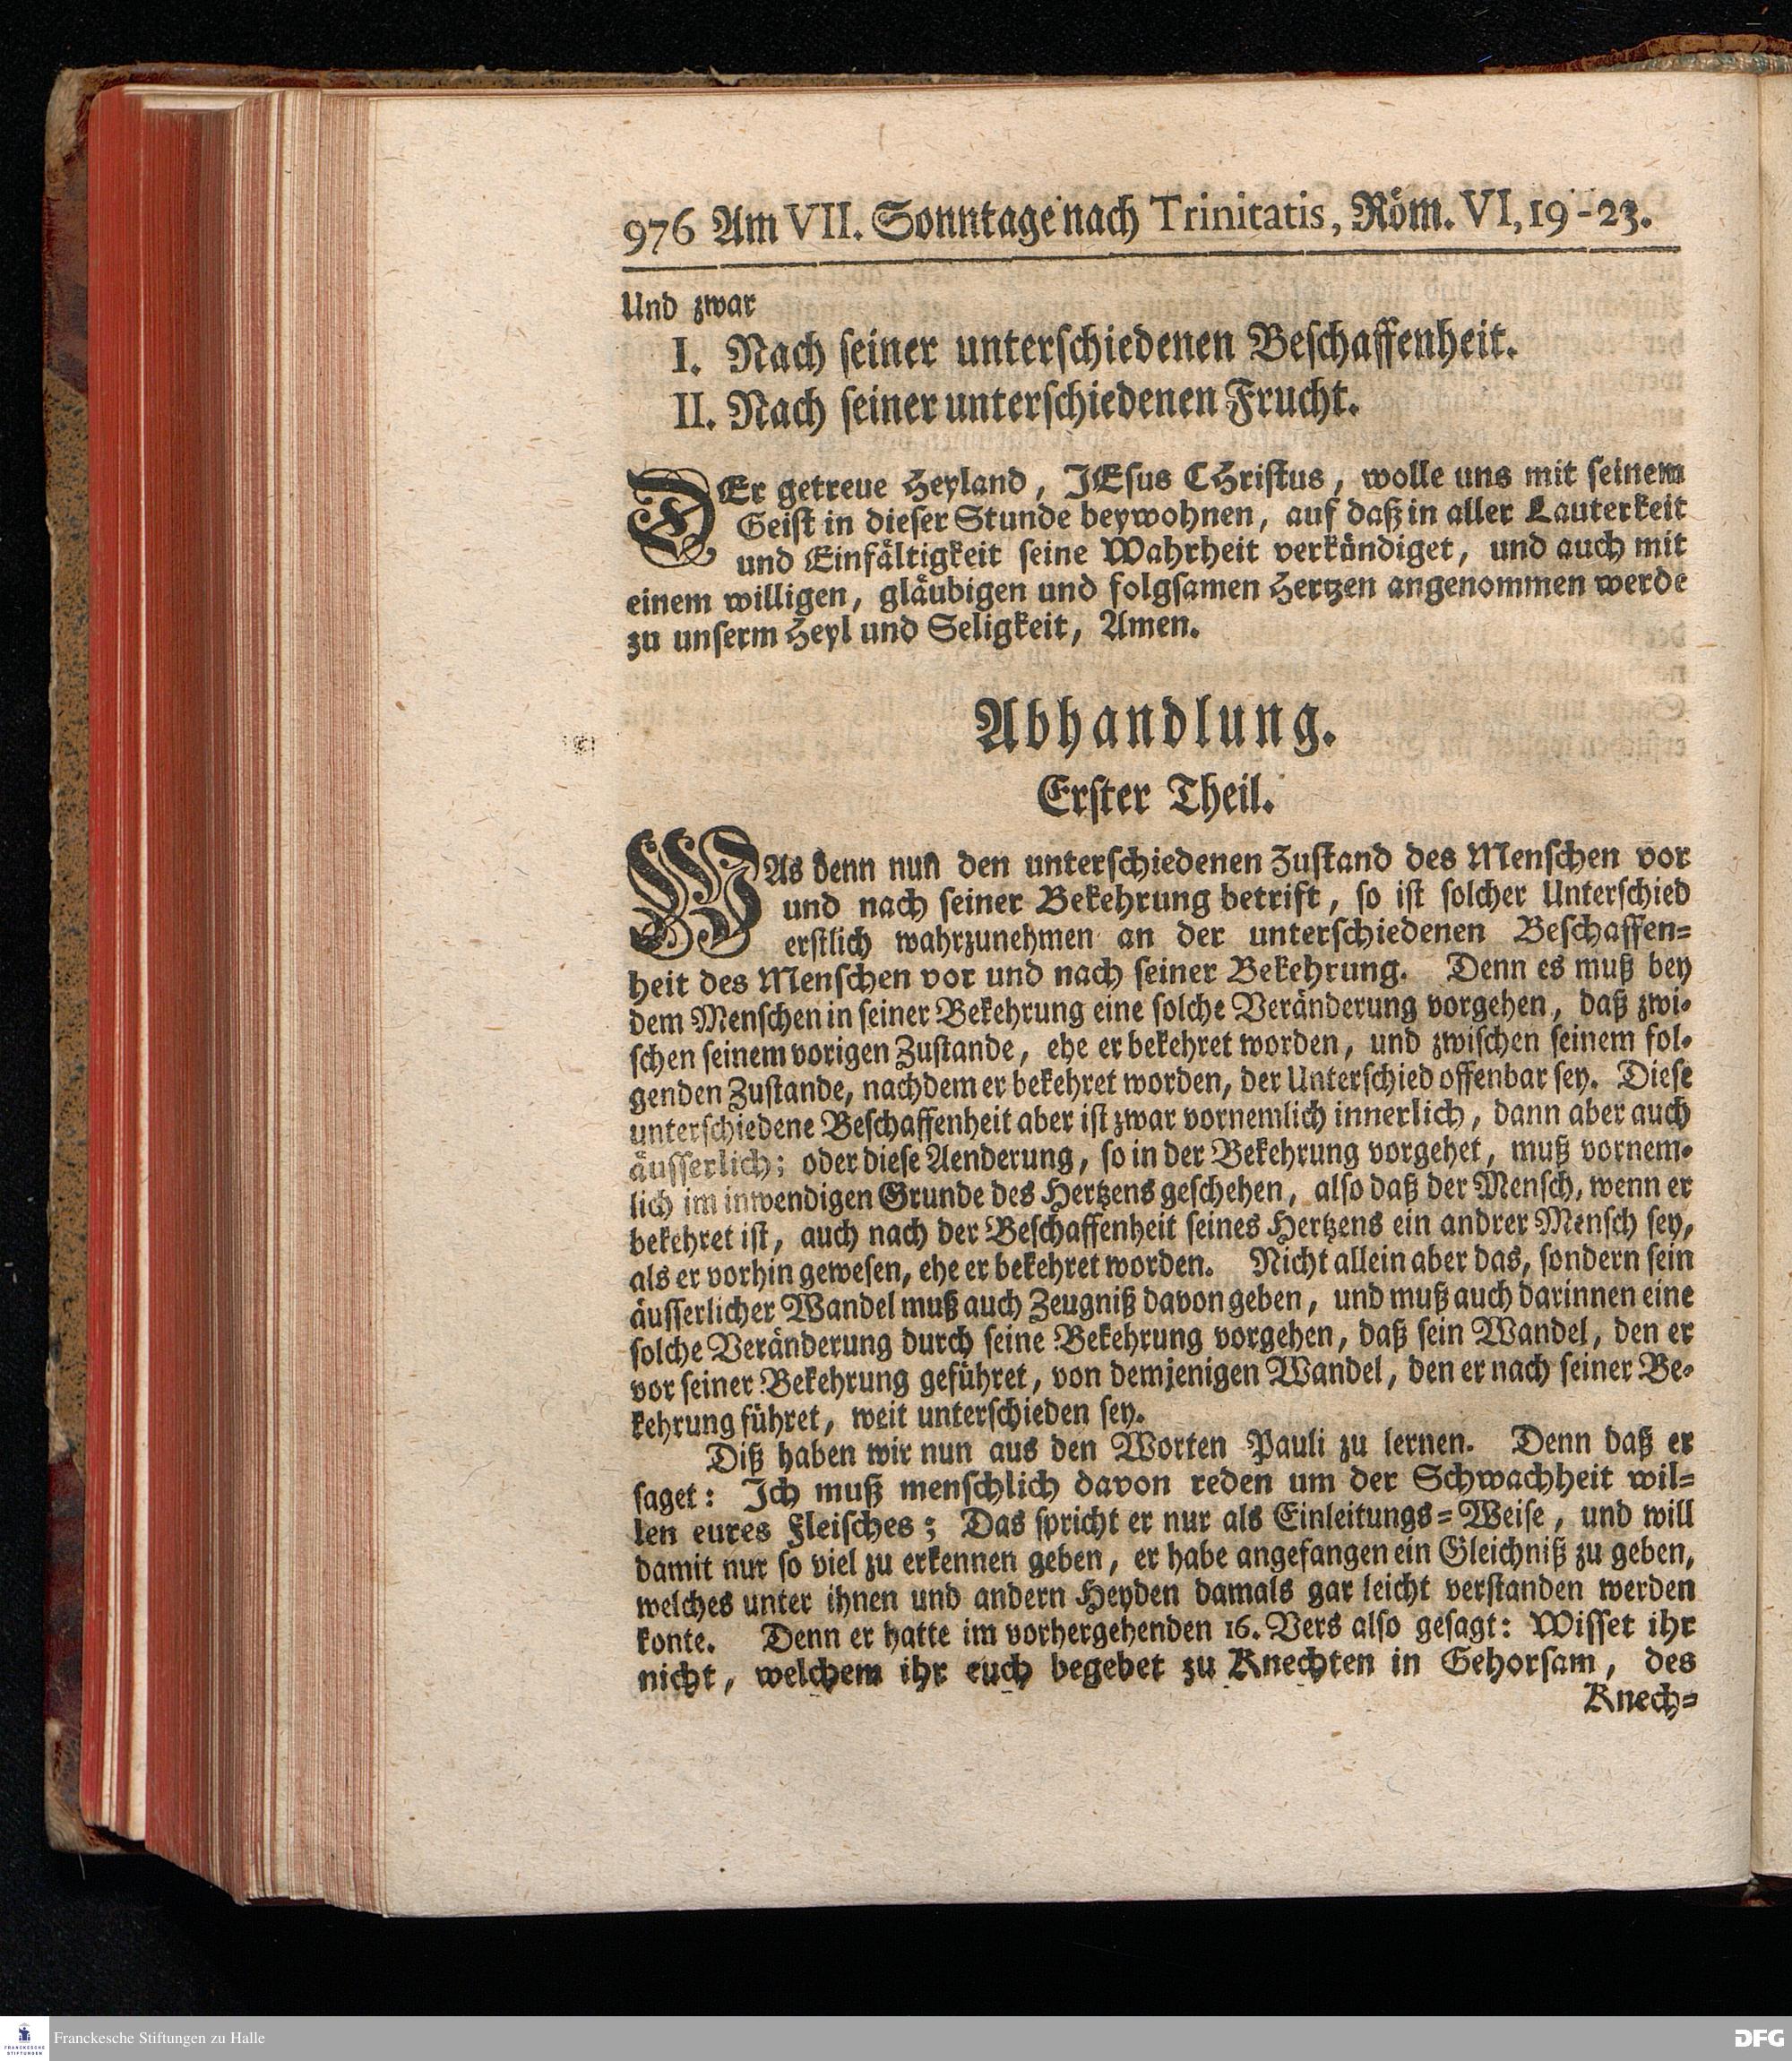 976 Am VII. Sonntage nach Trinitatis, Röm. VI, 19-23.
Und zwar
I. Nach seiner unterschiedenen Beschaffenheit.
II. Nach seiner unterschiedenen Frucht.
DEr getreue Heyland, JEsus CHristus, wolle uns mit seinem
Geist in dieser Stunde beywohnen, auf daß in aller Lauterkeit
und Einfältigkeit seine Wahrheit verkündiget, und auch mit
einem willigen, gläubigen und folgsamen Hertzen angenommen werde
zu unserm Heyl und Seligkeit, Amen.
Abhandlung.
Erster Theil.
WAs denn nun den unterschiedenen Zustand des Menschen vor
und nach seiner Bekehrung betrift, so ist solcher Unterschied
erstlich wahrzunehmen an der unterschiedenen Beschaffen=
heit des Menschen vor und nach seiner Bekehrung. Denn es muß bey
dem Menschen in seiner Bekehrung eine solche Veränderung vorgehen, daß zwi-
schen seinem vorigen Zustande, ehe er bekehret worden, und zwischen seinem fol-
genden Zustande, nachdem er bekehret worden, der Unterschied offenbar sey. Diese
unterschiedene Beschaffenheit aber ist zwar vornemlich innerlich, dann aber auch
äusserlich; oder diese Aenderung, so in der Bekehrung vorgehet, muß vornem-
lich im inwendigen Grunde des Hertzens geschehen, also daß der Mensch, wenn er
bekehret ist, auch nach der Beschaffenheit seines Hertzens ein andrer Mensch sey,
als er vorhin gewesen, ehe er bekehret worden. Nicht allein aber das, sondern sein
äusserlicher Wandel muß auch Zeugniß davon geben, und muß auch darinnen eine
solche Veränderung durch seine Bekehrung vorgehen, daß sein Wandel, den er
vor seiner Bekehrung geführet, von demjenigen Wandel, den er nach seiner Be-
kehrung führet, weit unterschieden sey.
Diß haben wir nun aus den Worten Pauli zu lernen. Denn daß er
saget: Ich muß menschlich davon reden um der Schwachheit wil=
len eures Fleisches; Das spricht er nur als Einleitungs=Weise, und will
damit nur so viel zu erkennen geben, er habe angefangen ein Gleichniß zu geben,
welches unter ihnen und andern Heyden damals gar leicht verstanden werden
konte. Denn er hatte im vorhergehenden 16. Vers also gesagt: Wisset ihr
nicht, welchem ihr euch begebet zu Knechten in Gehorsam, des
Knech=
Franckesche Stiftungen zu Halle
FRANCKESCHE
STIFTUNGEN
DFG